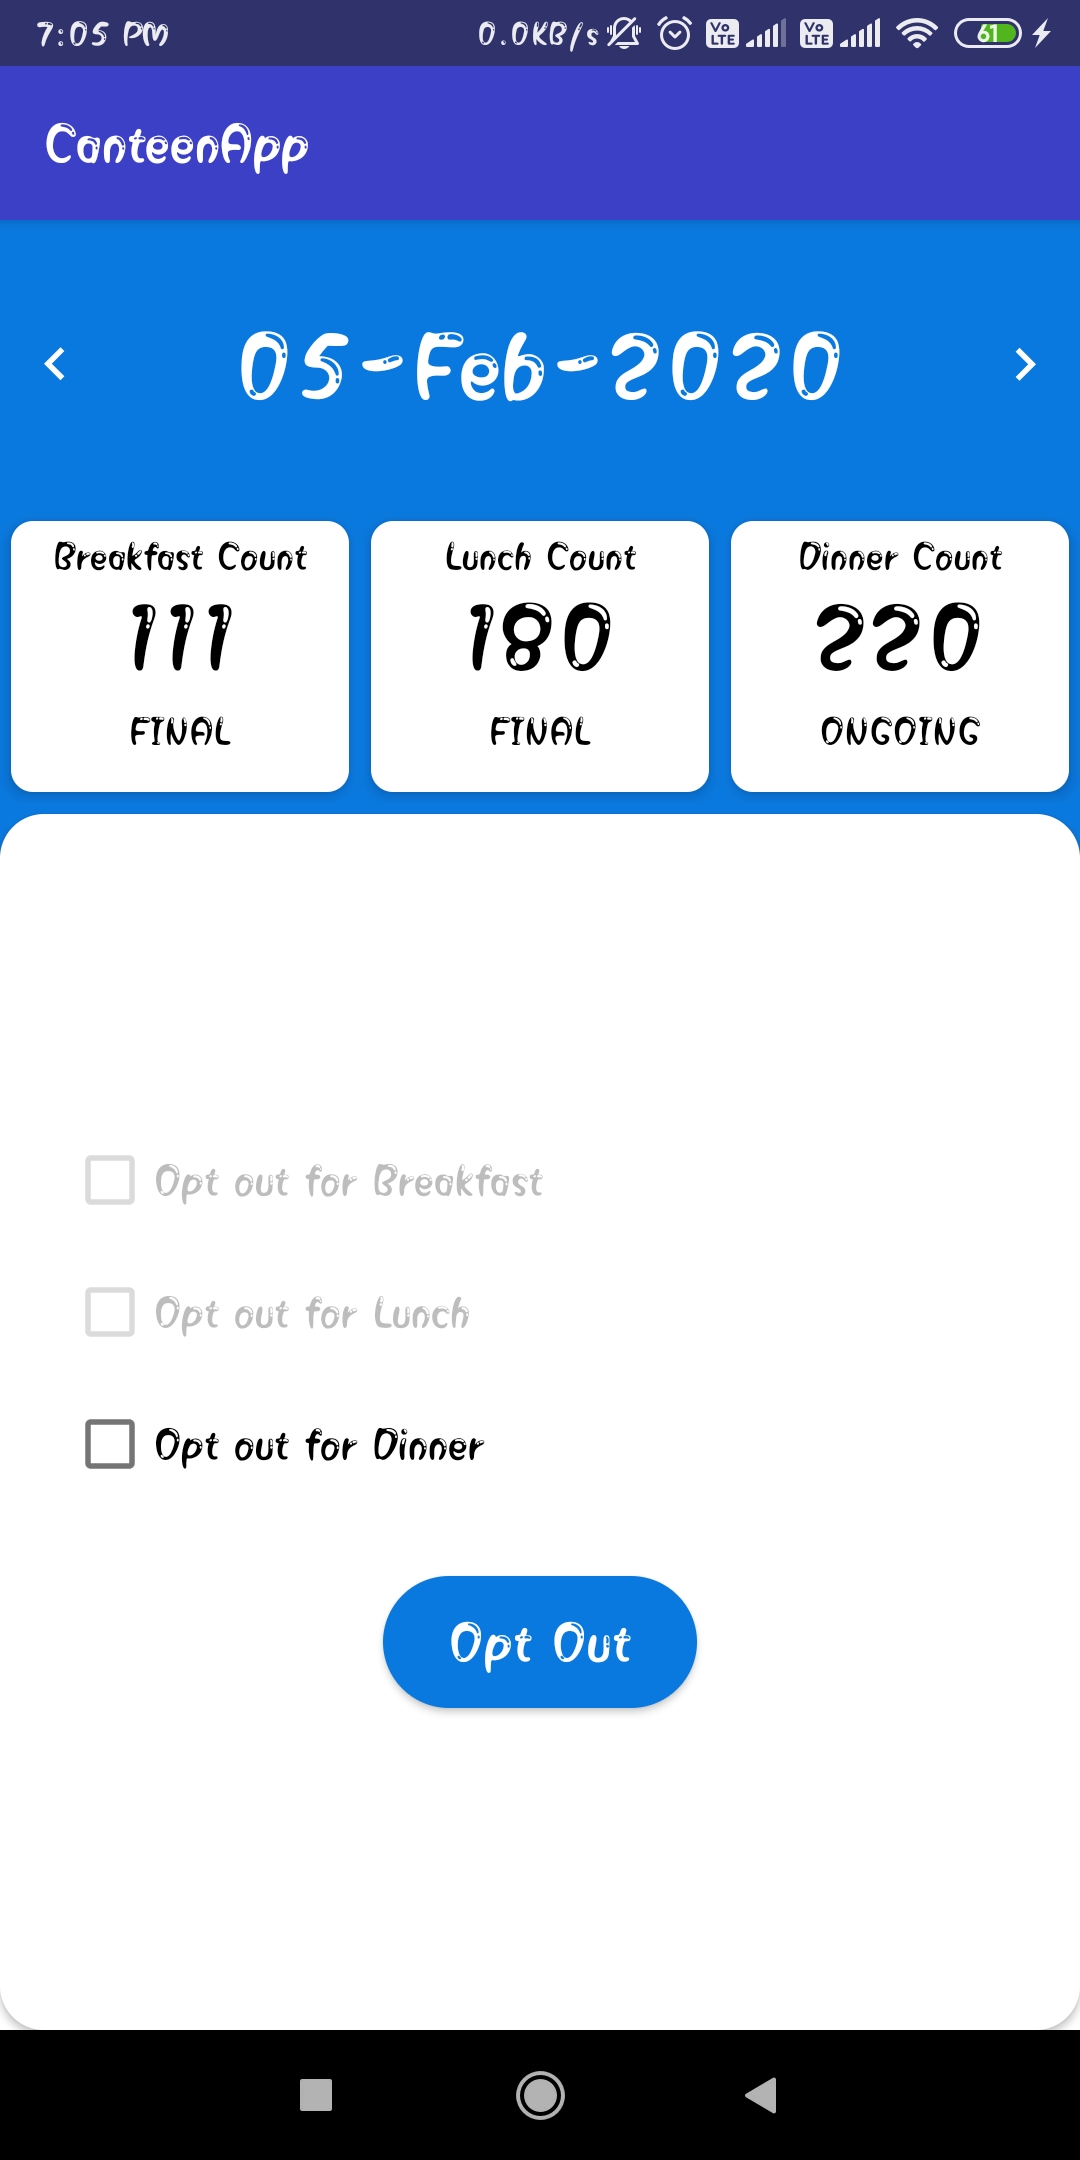 7:05 PM 0.0KB/s Vo LTE Vo LTE 61
CanteenApp
05-Feb-2020
Breakfast Count Lunch Count Dinner Count
111 180 220
FINAL FINAL ONGOING
Opt out for Breakfast
Opt out for Lunch
Opt out for Dinner
Opt Out